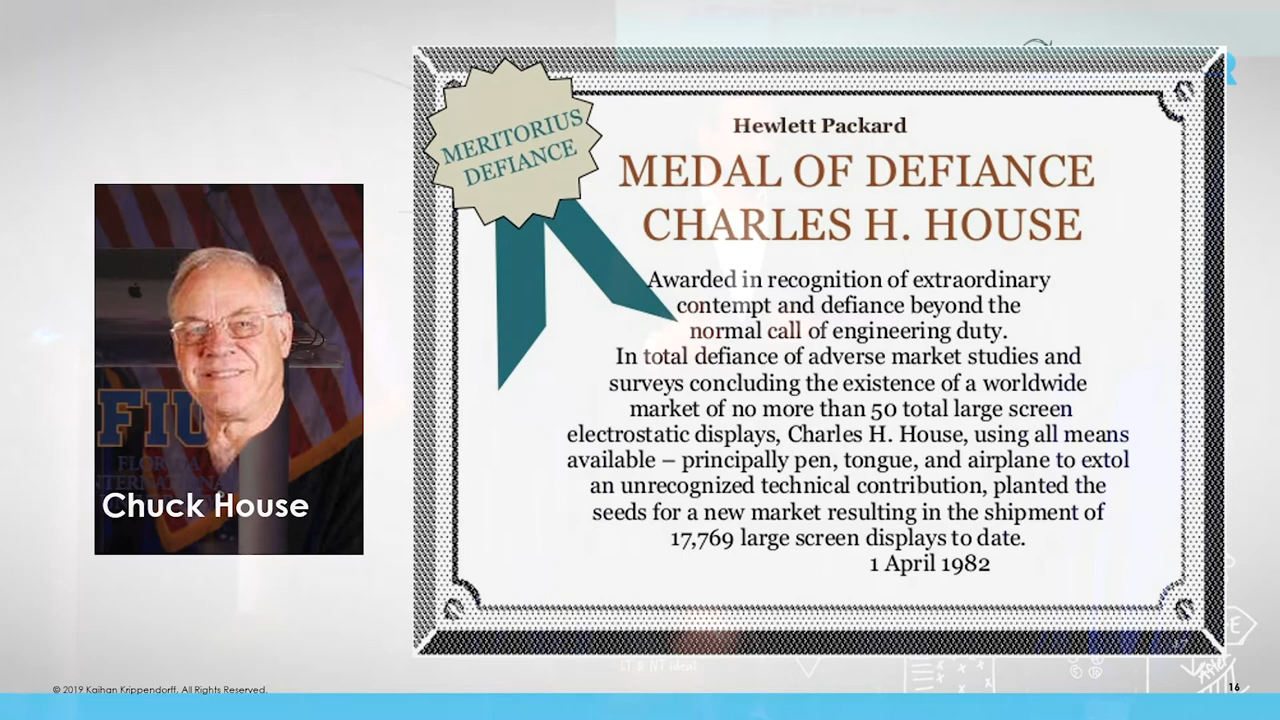 MERITORIUS
DEFIANCE
Hewlett Packard
MEDAL OF DEFIANCE
CHARLES H. HOUSE
Awarded in recognition of extraordinary
contempt and defiance beyond the
normal call of engineering duty.
In total defiance of adverse market studies and
surveys concluding the existence of a worldwide
market of no more than 50 total large screen
electrostatic displays, Charles H. House, using all means
available – principally pen, tongue, and airplane to extol
an unrecognized technical contribution, planted the
seeds for a new market resulting in the shipment of
17,769 large screen displays to date.
1 April 1982
FIU
Chuck House
© 2019 Kaihan Krippendorff, All Rights Reserved.
16